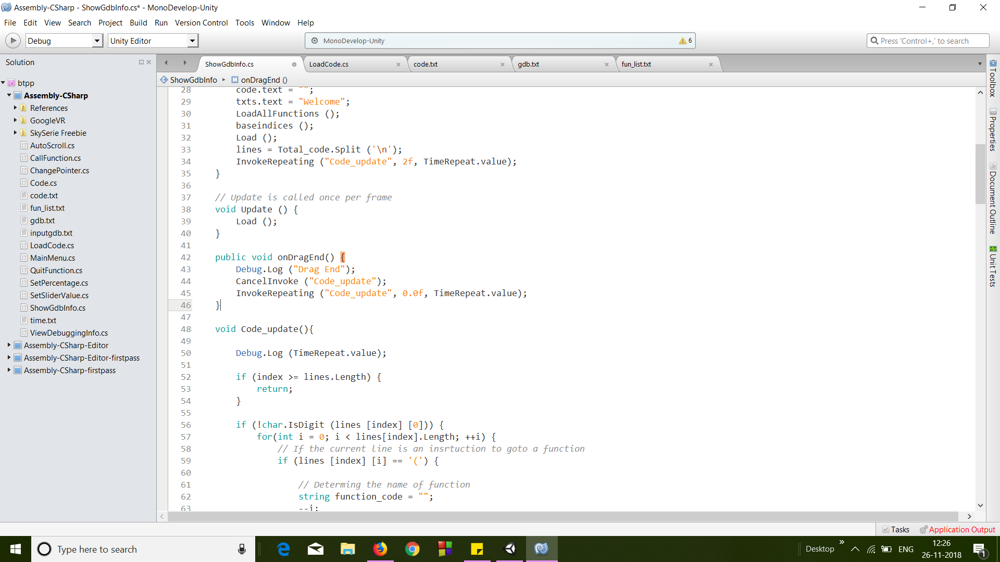 Assembly-CSharp - ShowGdbInfo.cs* - MonoDevelop-Unity
File Edit View Search Project Build Run Version Control Tools Window Help
Debug Unity Editor MonoDevelop-Unity 6 Press 'Control+,' to search
Solution
btpp
Assembly-CSharp
References
GoogleVR
SkySerie Freebie
AutoScroll.cs
CallFunction.cs
ChangePointer.cs
Code.cs
code.txt
fun_list.txt
gdb.txt
inputgdb.txt
LoadCode.cs
MainMenu.cs
QuitFunction.cs
SetPercentage.cs
SetSliderValue.cs
ShowGdbInfo.cs
time.txt
ViewDebuggingInfo.cs
Assembly-CSharp-Editor
Assembly-CSharp-Editor-firstpass
Assembly-CSharp-firstpass
ShowGdbInfo.cs LoadCode.cs code.txt gdb.txt fun_list.txt
ShowGdbInfo M onDragEnd ()
28 code.text = "";
29 txts.text = "Welcome";
30 LoadAllFunctions ();
31 baseindices ();
32 Load ();
33 lines = Total_code.Split ('\n');
34 InvokeRepeating ("Code_update", 2f, TimeRepeat.value);
35 }
36
37 // Update is called once per frame
38 void Update () {
39 Load ();
40 }
41
42 public void onDragEnd() {
43 Debug.Log ("Drag End");
44 CancelInvoke ("Code_update");
45 InvokeRepeating ("Code_update", 0.0f, TimeRepeat.value);
46 }
47
48 void Code_update(){
49
50 Debug.Log (TimeRepeat.value);
51
52 if (index >= lines.Length) {
53 return;
54 }
55
56 if (!char.IsDigit (lines [index] [0])) {
57 for(int i = 0; i < lines[index].Length; ++i) {
58 // If the current line is an insrtuction to goto a function
59 if (lines [index] [i] == '(') {
60
61 // Determing the name of function
62 string function_code = "";
63 --i;
Toolbox
Properties
Document Outline
Unit Tests
Tasks Application Output
Type here to search
Desktop ENG 12:26
26-11-2018
1